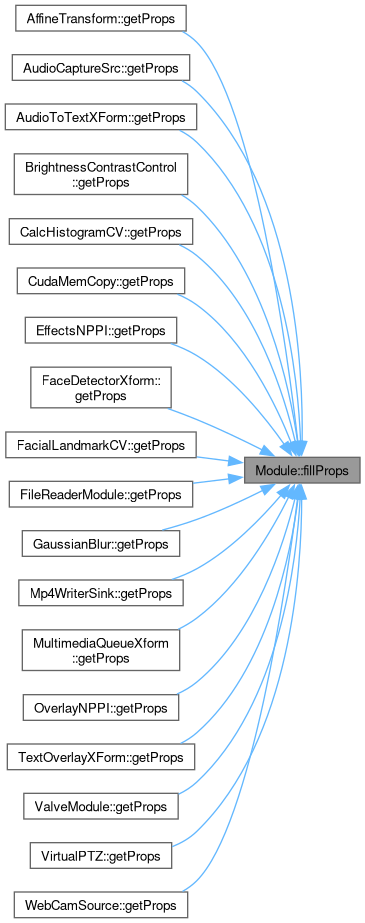 AffineTransform::getProps
AudioCaptureSrc::getProps
AudioToTextXForm::getProps
BrightnessContrastControl
::getProps
CalcHistogramCV::getProps
CudaMemCopy::getProps
EffectsNPPI::getProps
FaceDetectorXform::
getProps
FacialLandmarkCV::getProps
Module::fillProps
FileReaderModule::getProps
GaussianBlur::getProps
Mp4WriterSink::getProps
MultimediaQueueXform
::getProps
OverlayNPPI::getProps
TextOverlayXForm::getProps
ValveModule::getProps
VirtualPTZ::getProps
WebCamSource::getProps